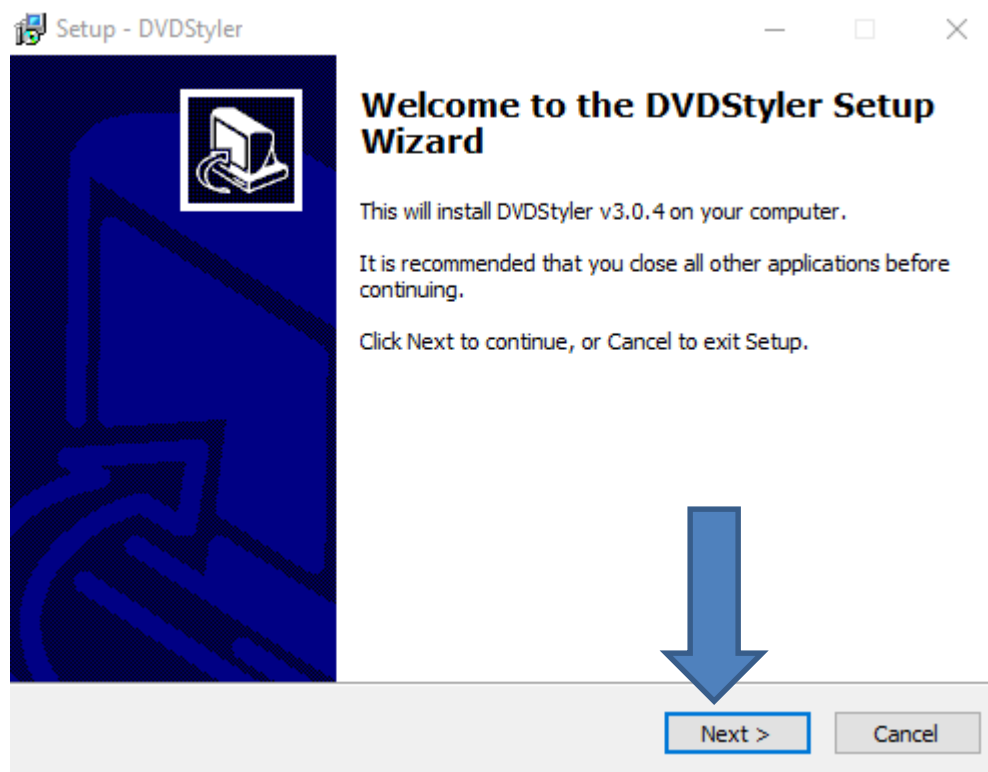 Setup - DVDStyler
Welcome to the DVDStyler Setup
Wizard
This will install DVDStyler v3.0.4 on your computer.
It is recommended that you close all other applications before
continuing.
Click Next to continue, or Cancel to exit Setup.
Next >
Cancel